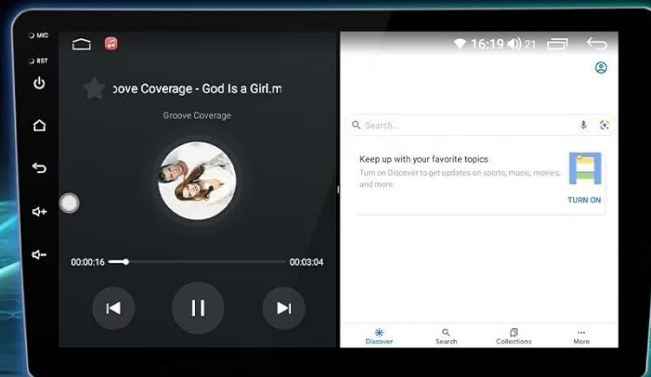 MIC
RST
16:19 21
ove Coverage - God Is a Girl.m
Groove Coverage
00:00:16
00:03:04
Search...
Keep up with your favorite topics
Turn on Discover to get updates on sports, music, movies,
and more
TURN ON
Discover
Search
Collections
More